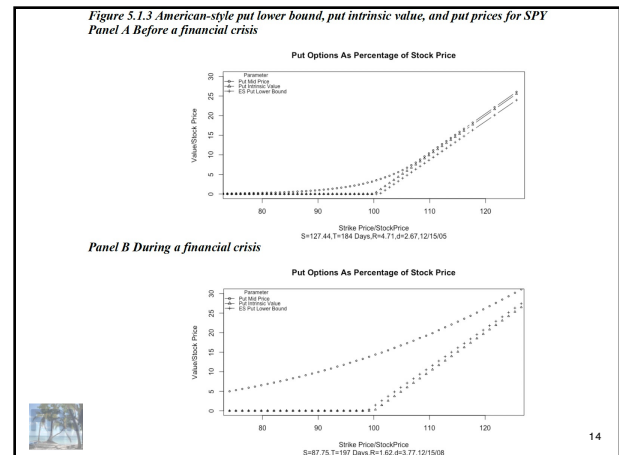 Figure 5.1.3 American-style put lower bound, put intrinsic value, and put prices for SPY
Panel A Before a financial crisis
Put Options As Percentage of Stock Price
Parameter
Put Mid Price
Put Intrinsic Value
ES Put Lower Bound
Value/Stock Price
30
25
20
15
10
5
0
80 90 100 110 120
Strike Price/StockPrice
S=127.44,T=184 Days,R=4.71,d=2.67,12/15/05
Panel B During a financial crisis
Put Options As Percentage of Stock Price
Parameter
Put Mid Price
Put Intrinsic Value
ES Put Lower Bound
Value/Stock Price
30
25
20
15
10
5
0
80 90 100 110 120
Strike Price/StockPrice
S=87.75,T=197 Days,R=1.62,d=3.77,12/15/08
14